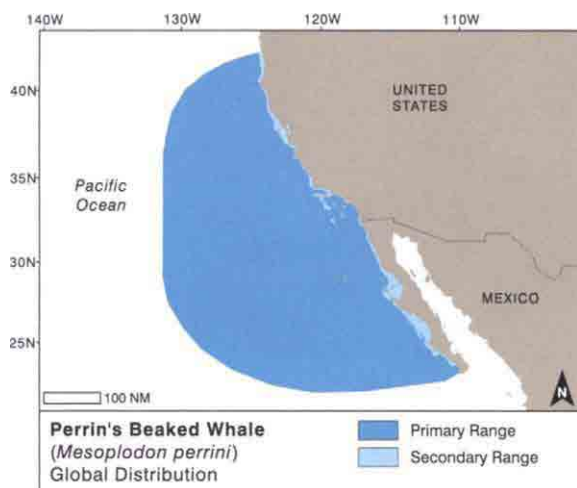 140W
130W
120W
110W
40N
35N
30N
25N
UNITED
STATES
Pacific
Ocean
MEXICO
100 NM
N
Perrin's Beaked Whale
(Mesoplodon perrini)
Global Distribution
Primary Range
Secondary Range